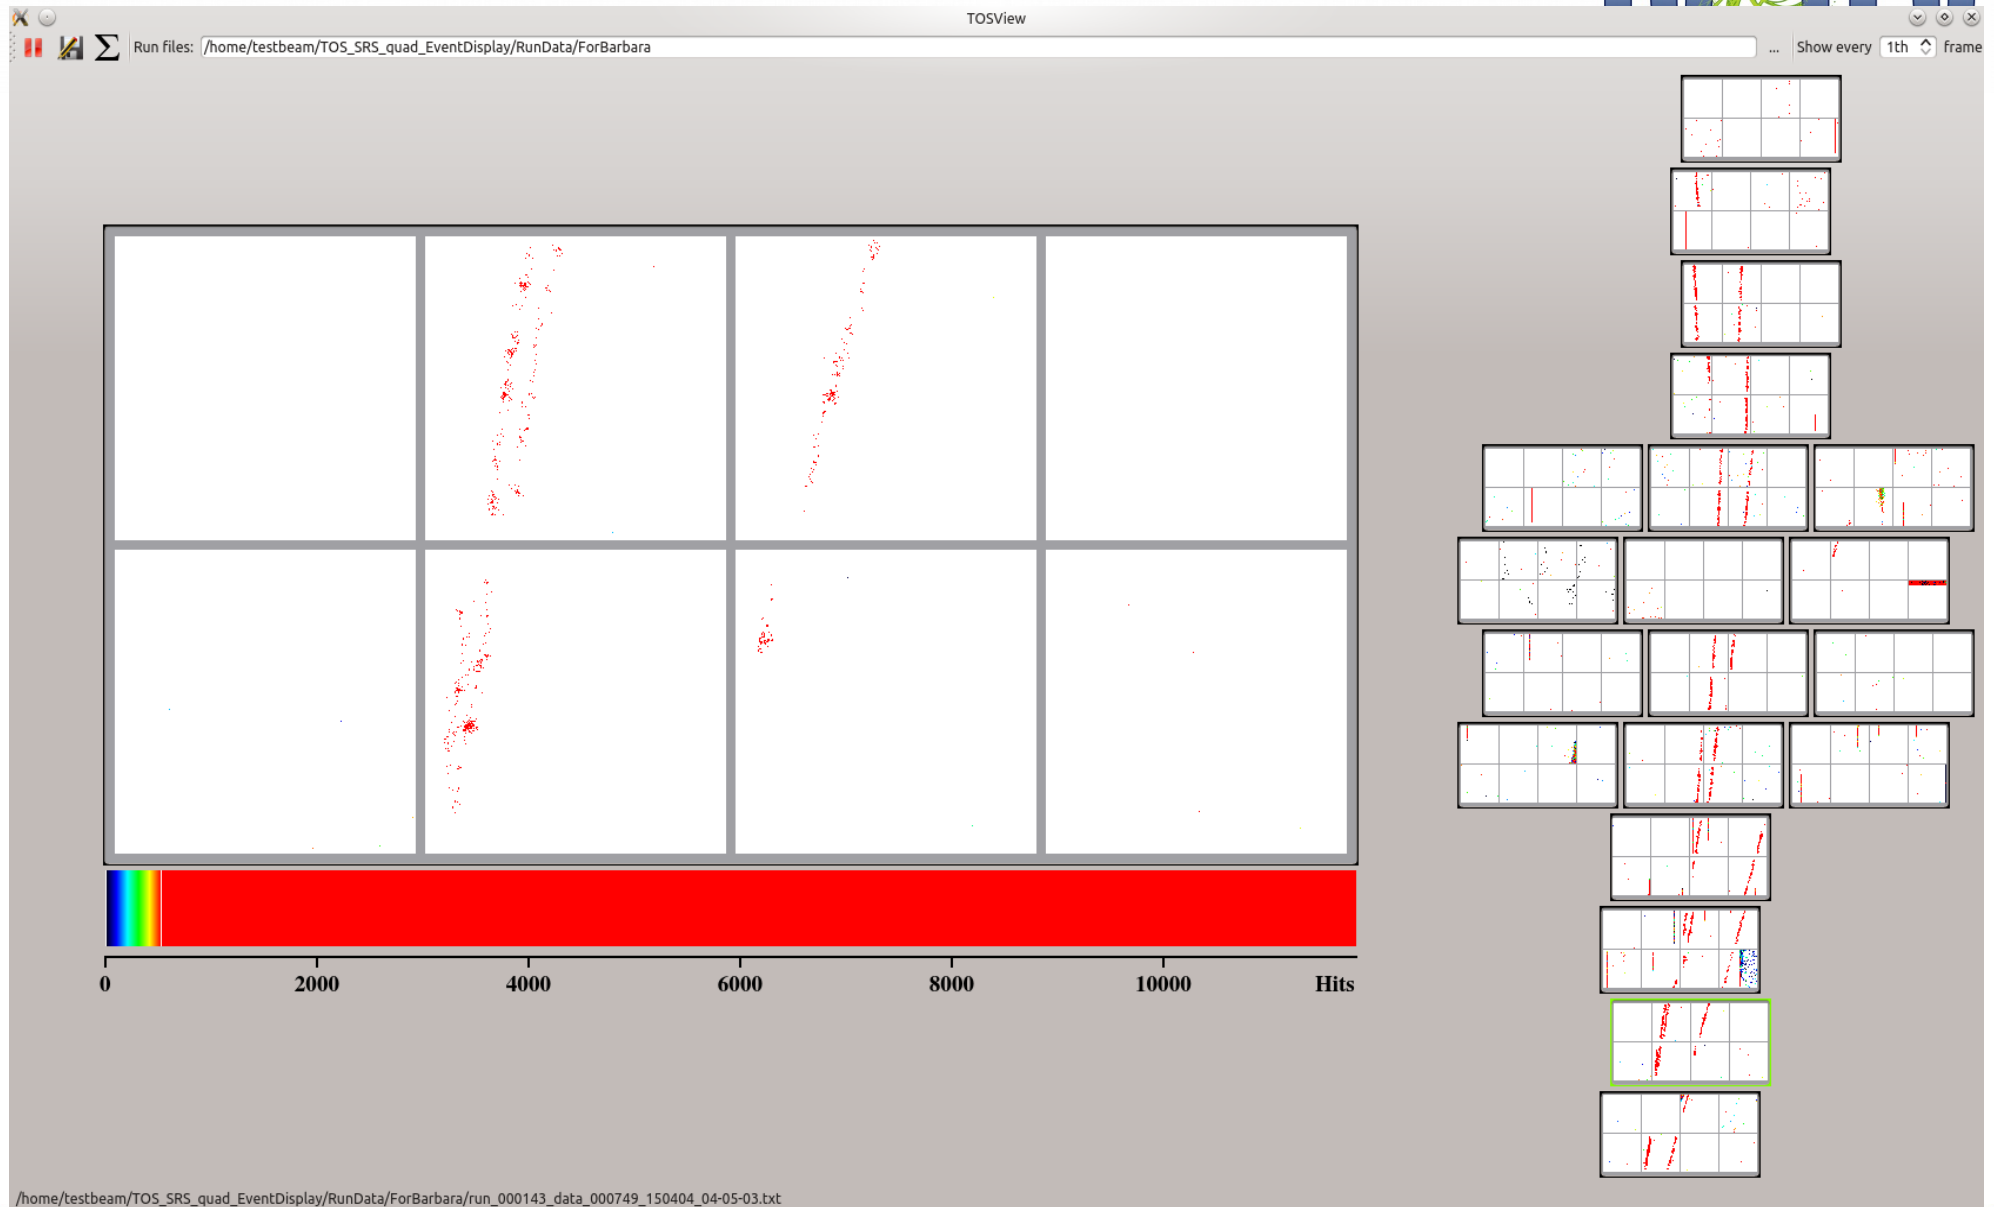 TOSView
Run files: /home/testbeam/TOS_SRS_quad_EventDisplay/RunData/ForBarbara ... Show every 1th frame
0 2000 4000 6000 8000 10000 Hits
/home/testbeam/TOS_SRS_quad_EventDisplay/RunData/ForBarbara/run_000143_data_000749_150404_04-05-03.txt